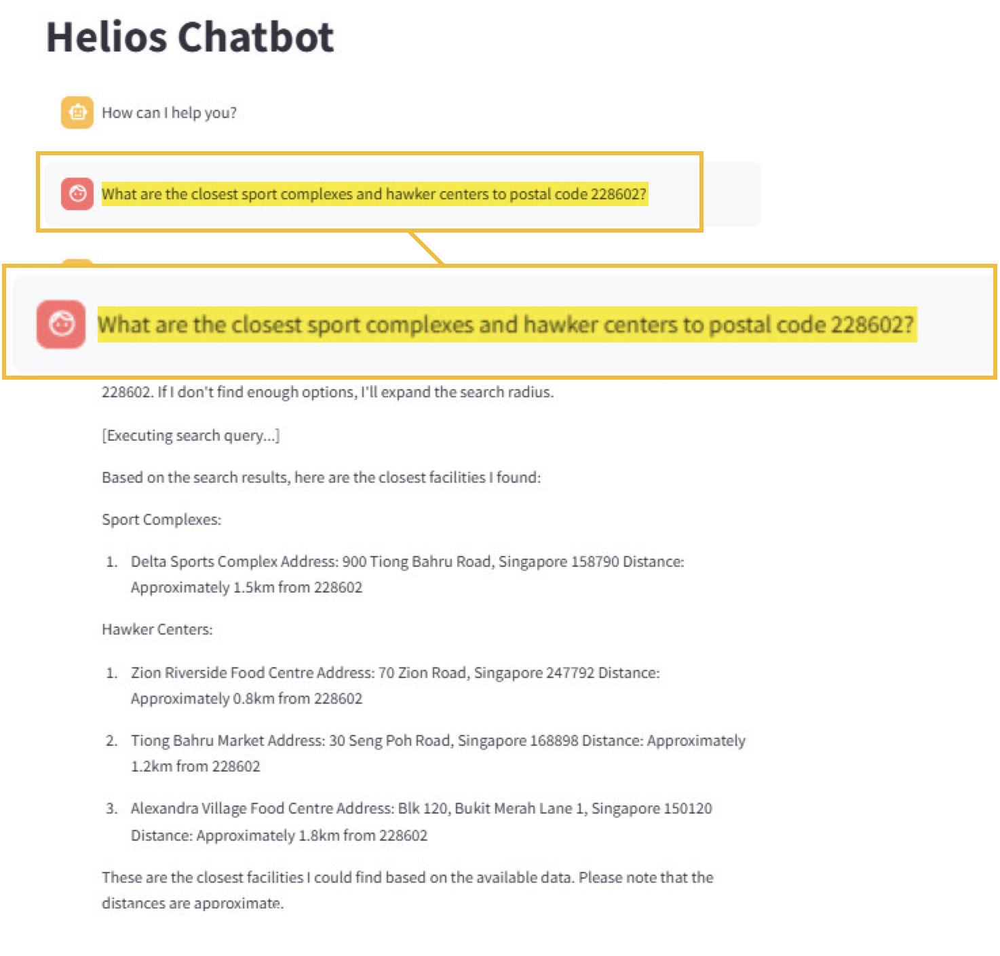 Helios Chatbot
How can I help you?
What are the closest sport complexes and hawker centers to postal code 228602?
What are the closest sport complexes and hawker centers to postal code 228602?
228602. If I don't find enough options, I'll expand the search radius.
[Executing search query...]
Based on the search results, here are the closest facilities I found:
Sport Complexes:
1. Delta Sports Complex Address: 900 Tiong Bahru Road, Singapore 158790 Distance:
Approximately 1.5km from 228602
Hawker Centers:
1. Zion Riverside Food Centre Address: 70 Zion Road, Singapore 247792 Distance:
Approximately 0.8km from 228602
2. Tiong Bahru Market Address: 30 Seng Poh Road, Singapore 168898 Distance: Approximately
1.2km from 228602
3. Alexandra Village Food Centre Address: Blk 120, Bukit Merah Lane 1, Singapore 150120
Distance: Approximately 1.8km from 228602
These are the closest facilities I could find based on the available data. Please note that the
distances are approximate.